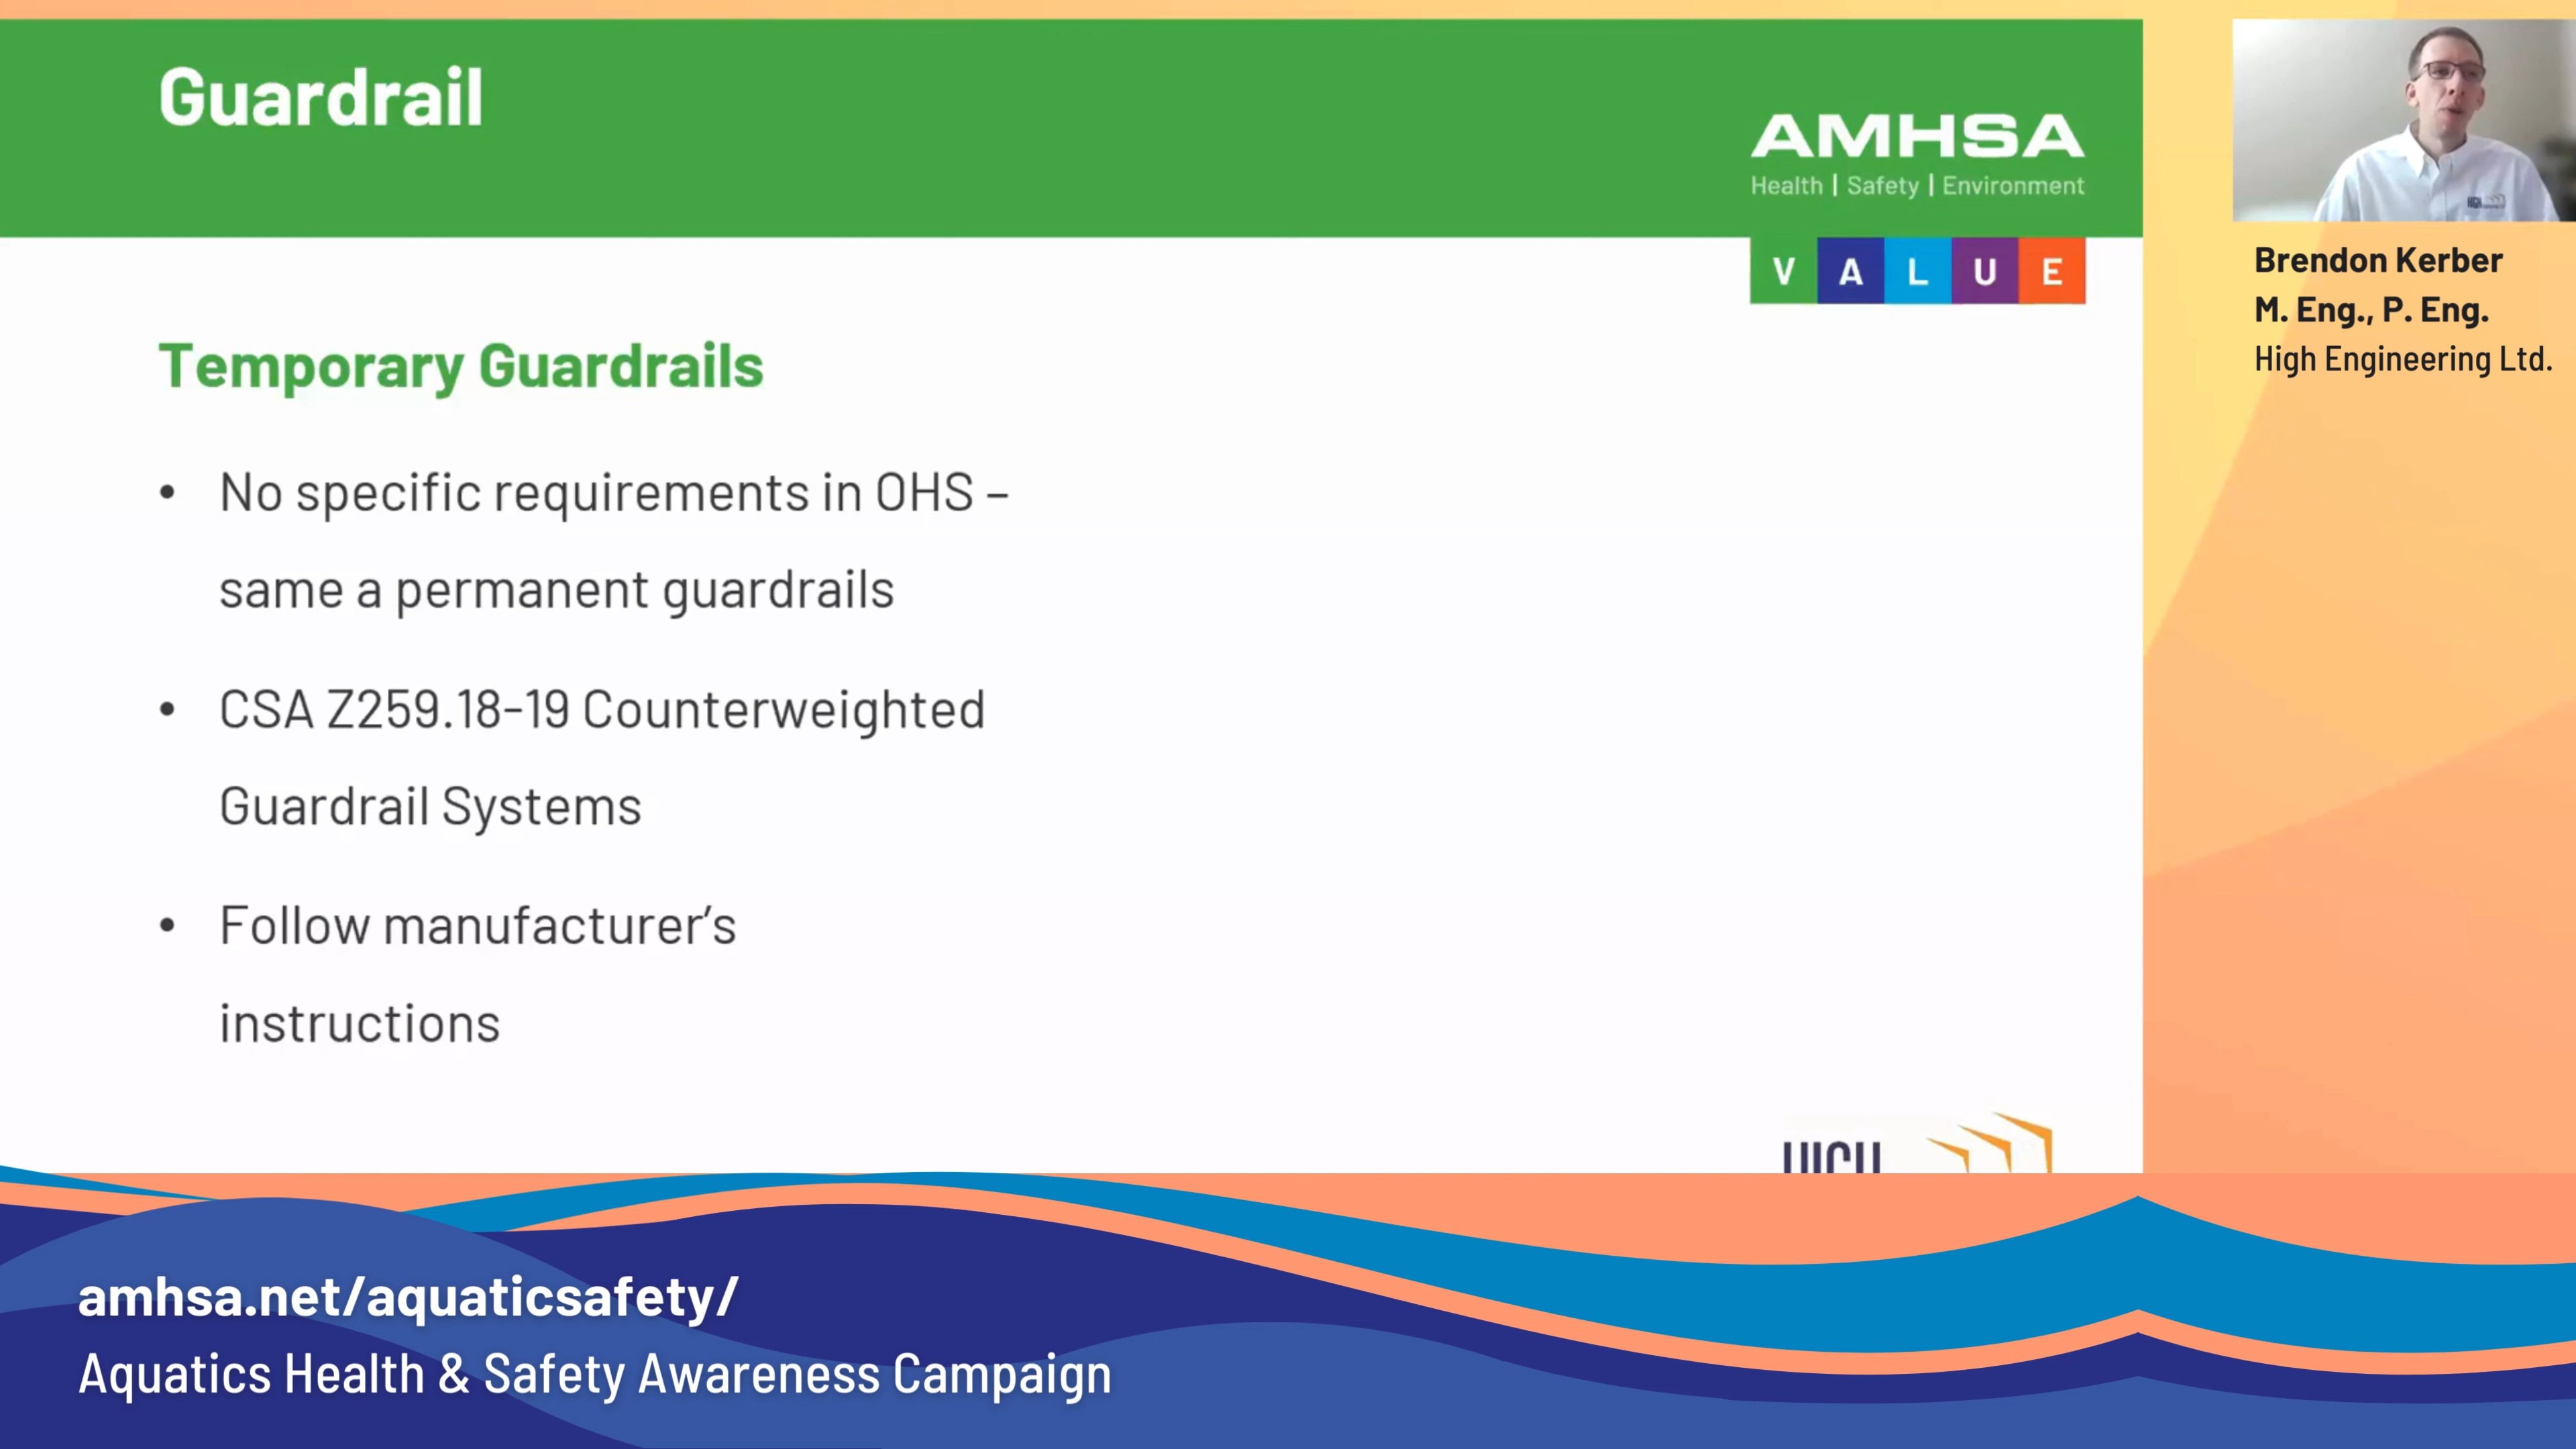 Guardrail
AMHSA
Health | Safety | Environment
V A L U E
Temporary Guardrails
• No specific requirements in OHS –
same a permanent guardrails
• CSA Z259.18-19 Counterweighted
Guardrail Systems
• Follow manufacturer’s
instructions
Brendon Kerber
M. Eng., P. Eng.
High Engineering Ltd.
amhsa.net/aquaticsafety/
Aquatics Health & Safety Awareness Campaign